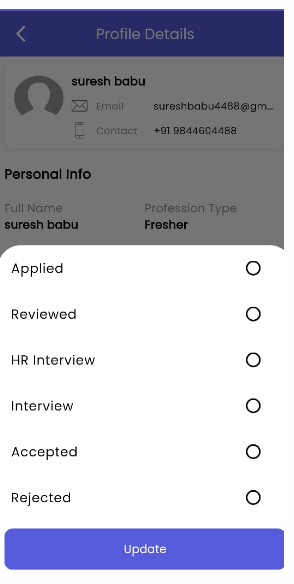 Profile Details
suresh babu
Email sureshbabu4488@gm...
Contact +91 9844604488
Personal Info
Full Name Profession Type
suresh babu Fresher
Applied
Reviewed
HR Interview
Interview
Accepted
Rejected
Update